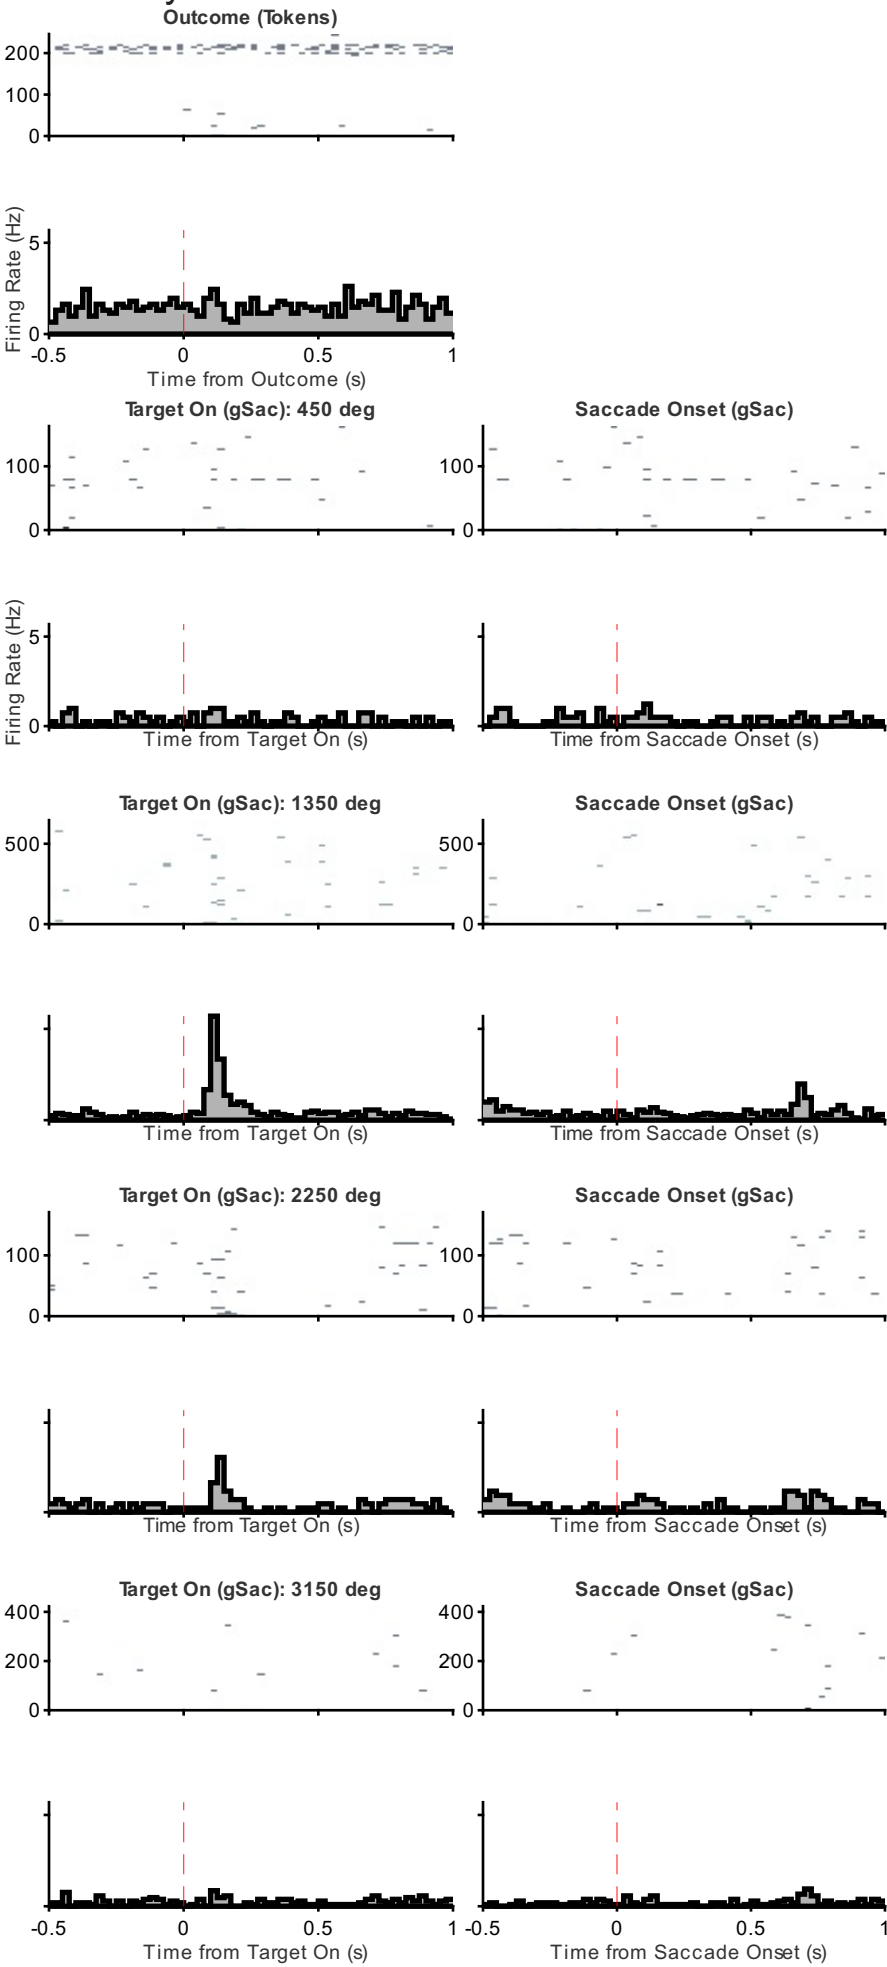 Outcome (Tokens)
200
100
0
Firing Rate (Hz)
5
0
-0.5 0 0.5 1
Time from Outcome (s)
Target On (gSac): 450 deg Saccade Onset (gSac)
100 100
0 0
Firing Rate (Hz)
5
0
Time from Target On (s) Time from Saccade Onset (s)
Target On (gSac): 1350 deg Saccade Onset (gSac)
500 500
0 0
Time from Target On (s) Time from Saccade Onset (s)
Target On (gSac): 2250 deg Saccade Onset (gSac)
100 100
0 0
Time from Target On (s) Time from Saccade Onset (s)
Target On (gSac): 3150 deg Saccade Onset (gSac)
400 400
200 200
0 0
-0.5 0 0.5 1 -0.5 0 0.5 1
Time from Target On (s) Time from Saccade Onset (s)